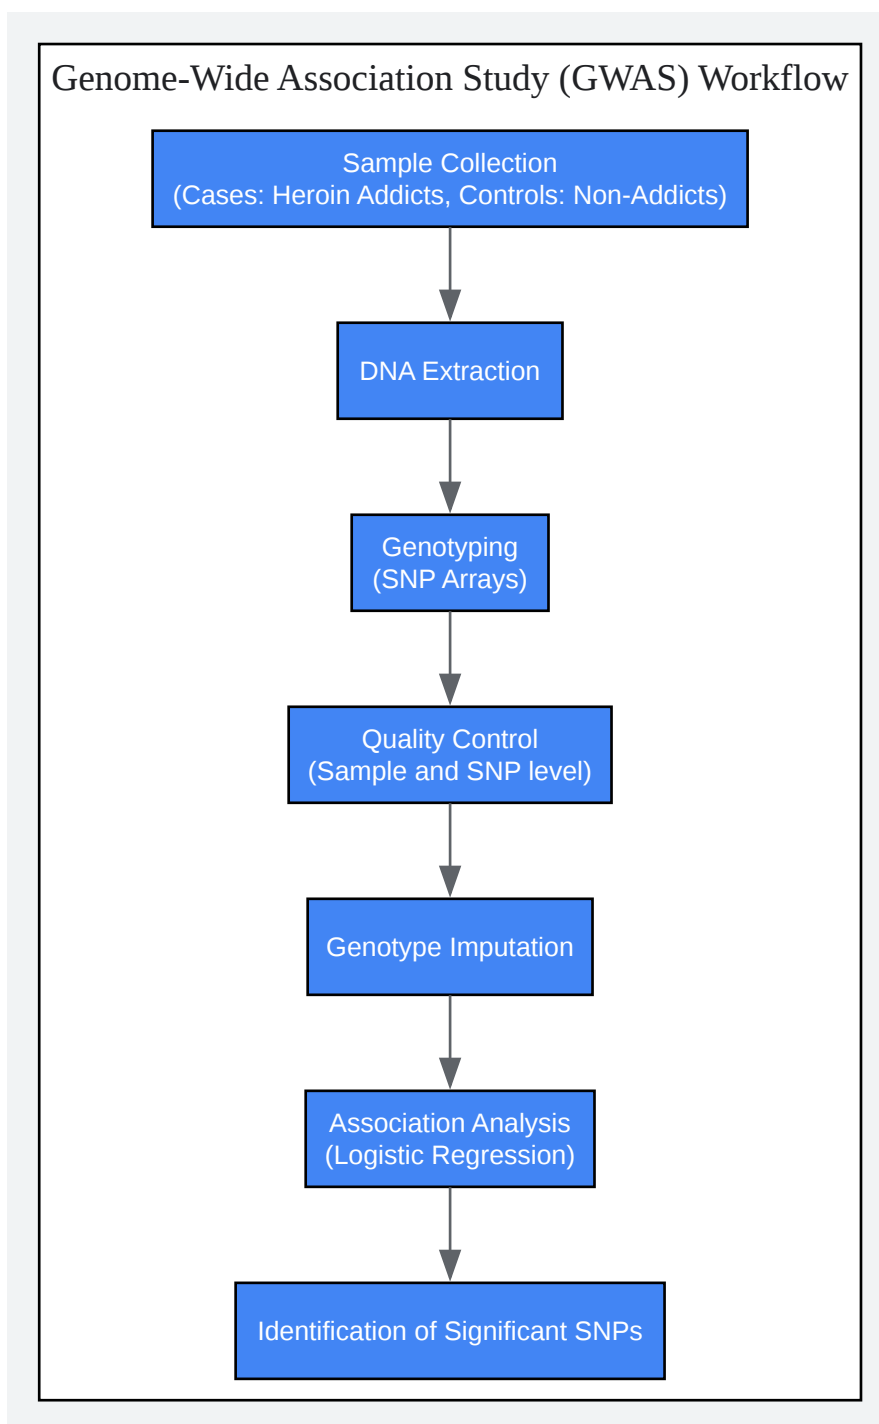 Genome-Wide Association Study (GWAS) Workflow
Sample Collection
(Cases: Heroin Addicts, Controls: Non-Addicts)
DNA Extraction
Genotyping
(SNP Arrays)
Quality Control
(Sample and SNP level)
Genotype Imputation
Association Analysis
(Logistic Regression)
Identification of Significant SNPs